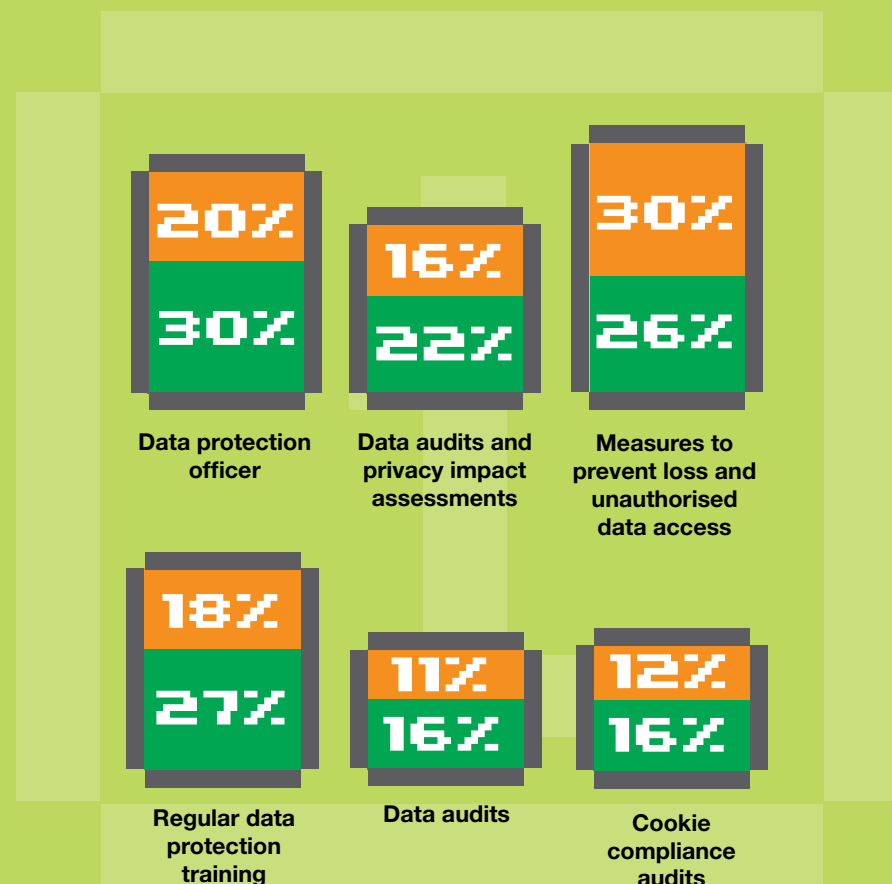 20%
30%
Data protection
officer
16%
22%
Data audits and
privacy impact
assessments
30%
26%
Measures to
prevent loss and
unauthorised
data access
18%
27%
Regular data
protection
training
11%
16%
Data audits
12%
16%
Cookie
compliance
audits